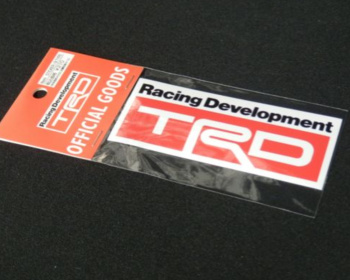 Racing Development
TRD
OFFICIAL GOODS
Racing Development
TRD